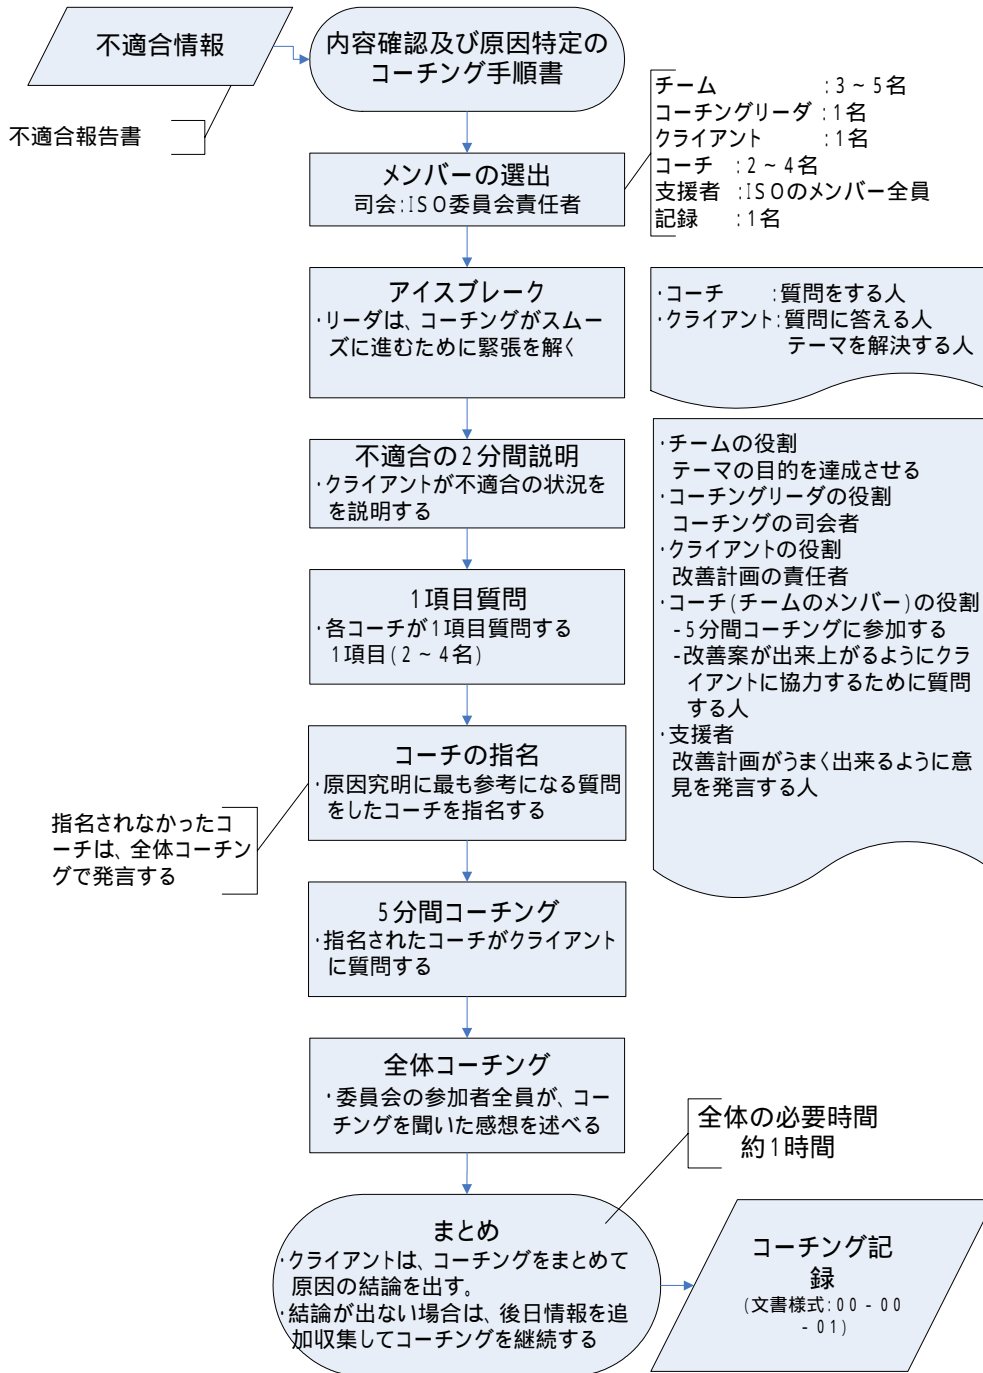 不適合情報
内容確認及び原因特定の
コーチング手順書
不適合報告書
チーム :3～5名
コーチングリーダ :1名
クライアント :1名
コーチ :2～4名
支援者 :ISOのメンバー全員
記録 :1名
メンバーの選出
司会:ISO委員会責任者
アイスブレーク
・リーダは、コーチングがスムー
ズに進むために緊張を解く
・コーチ :質問をする人
・クライアント:質問に答える人
テーマを解決する人
不適合の2分間説明
・クライアントが不適合の状況を
を説明する
・チームの役割
テーマの目的を達成させる
・コーチングリーダの役割
コーチングの司会者
・クライアントの役割
改善計画の責任者
・コーチ(チームのメンバー)の役割
-5分間コーチングに参加する
-改善案が出来上がるようにクラ
イアントに協力するために質問
する人
・支援者
改善計画がうまく出来るように意
見を発言する人
1項目質問
・各コーチが1項目質問する
1項目(2～4名)
コーチの指名
・原因究明に最も参考になる質問
をしたコーチを指名する
指名されなかったコ
ーチは、全体コーチン
グで発言する
5分間コーチング
・指名されたコーチがクライアント
に質問する
全体コーチング
・委員会の参加者全員が、コー
チングを聞いた感想を述べる
全体の必要時間
約1時間
まとめ
・クライアントは、コーチングをまとめて
原因の結論を出す。
・結論が出ない場合は、後日情報を追
加収集してコーチングを継続する
コーチング記
録
(文書様式:00-00
-01)